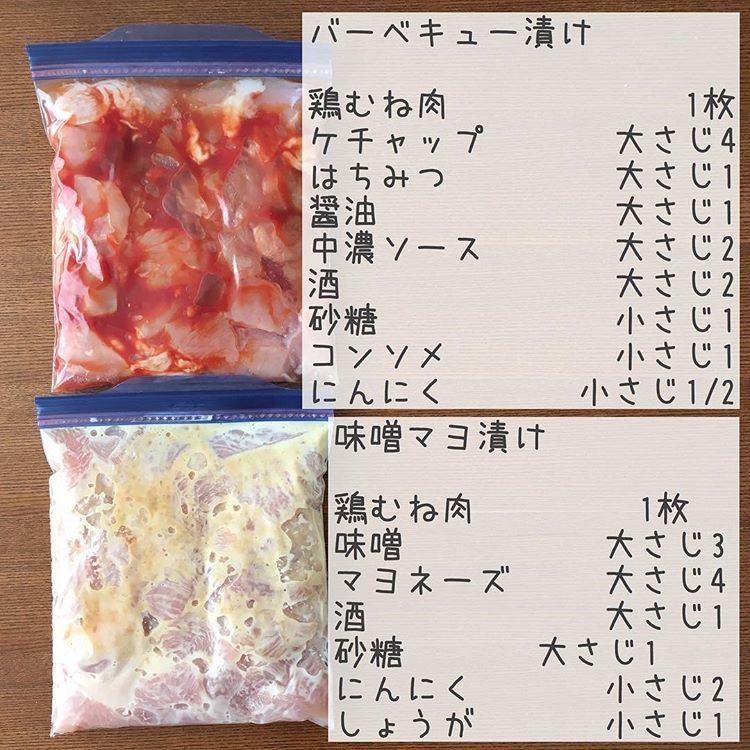 バーベキュー漬け
鶏むね肉 1枚
ケチャップ 大さじ4
はちみつ 大さじ1
醤油 大さじ1
中濃ソース 大さじ2
酒 大さじ2
砂糖 小さじ1
コンソメ 小さじ1
にんにく 小さじ1/2
味噌マヨ漬け
鶏むね肉 1枚
味噌 大さじ3
マヨネーズ 大さじ4
酒 大さじ1
砂糖 大さじ1
にんにく 小さじ2
しょうが 小さじ1